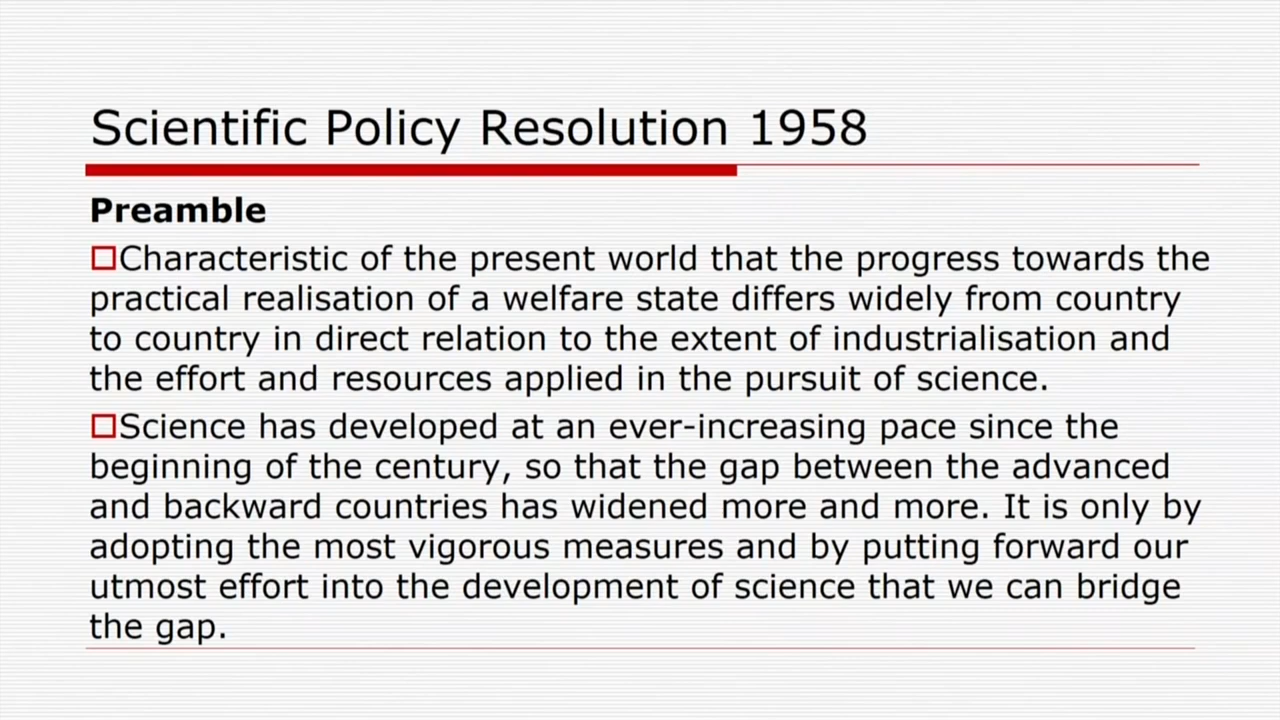 Scientific Policy Resolution 1958
Preamble
Characteristic of the present world that the progress towards the
practical realisation of a welfare state differs widely from country
to country in direct relation to the extent of industrialisation and
the effort and resources applied in the pursuit of science.
Science has developed at an ever-increasing pace since the
beginning of the century, so that the gap between the advanced
and backward countries has widened more and more. It is only by
adopting the most vigorous measures and by putting forward our
utmost effort into the development of science that we can bridge
the gap.